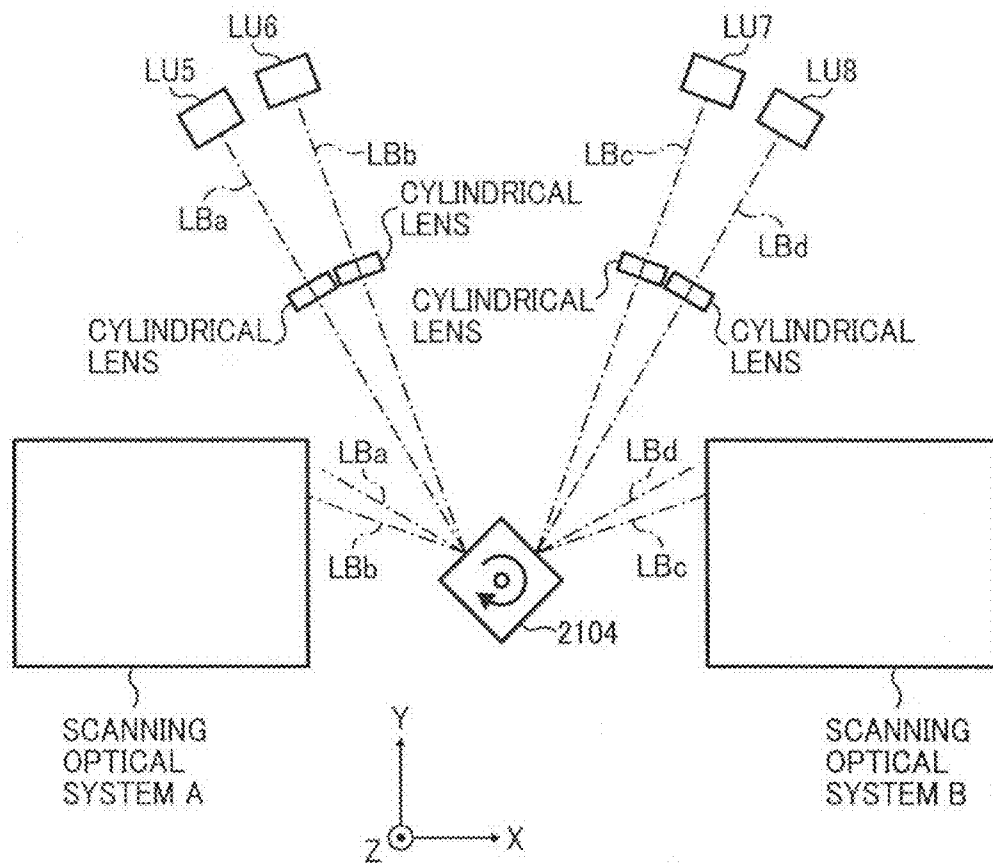 LU5
LU6
LU7
LU8
LBa
LBb
LBc
LBd
CYLINDRICAL
LENS
CYLINDRICAL
LENS
CYLINDRICAL
LENS
CYLINDRICAL
LENS
LBa
LBb
LBd
LBc
2104
SCANNING
OPTICAL
SYSTEM A
SCANNING
OPTICAL
SYSTEM B
Y
Z
X